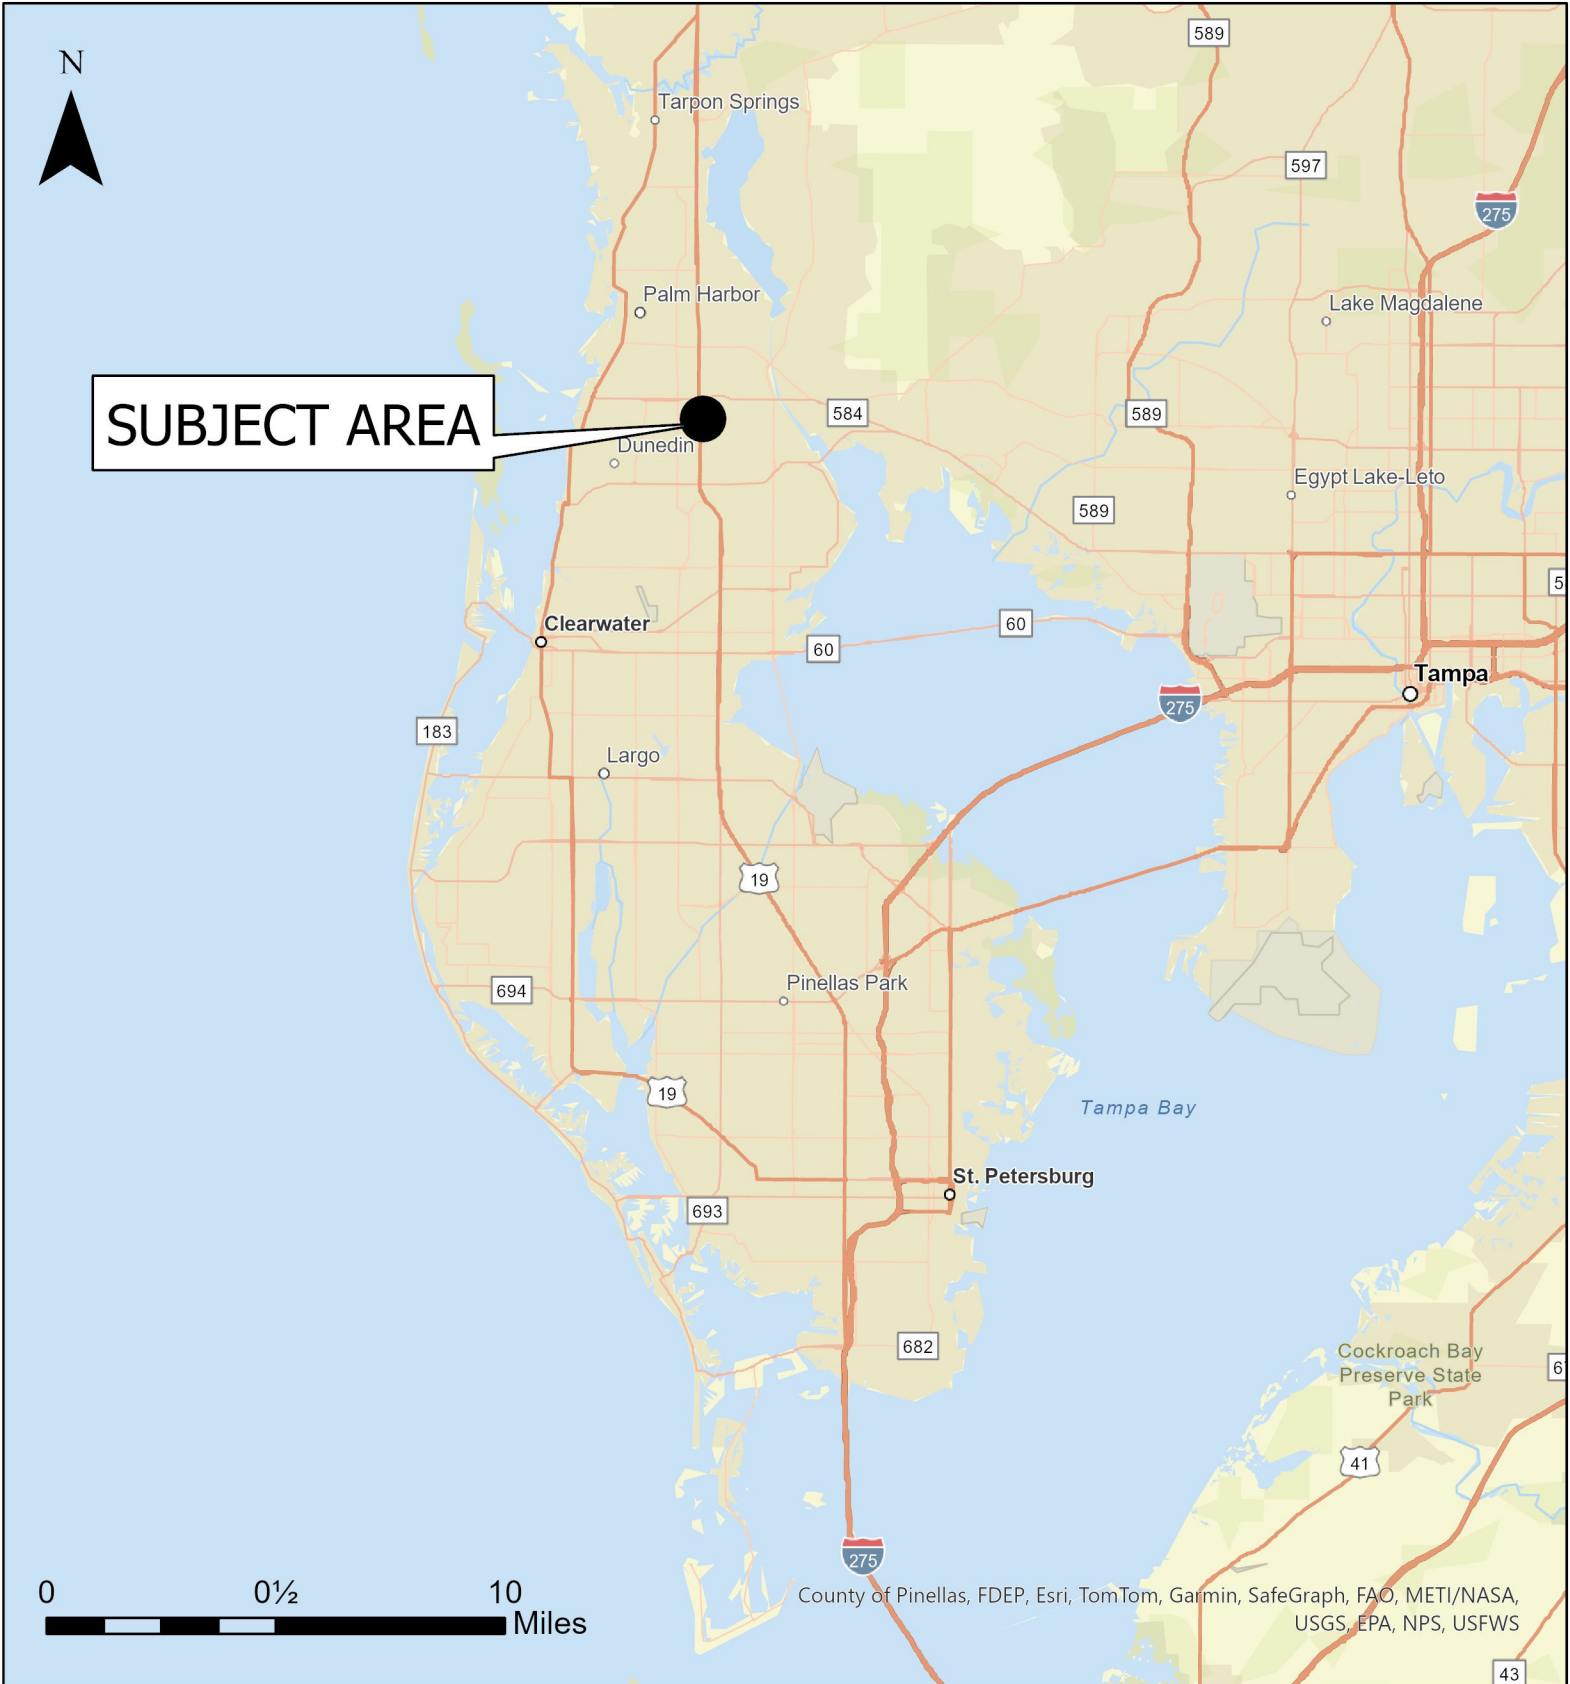 N
589
Tarpon Springs
597
275
Palm Harbor
Lake Magdalene
SUBJECT AREA
584
589
Dunedin
Egypt Lake-Leto
589
Clearwater
60
60
Tampa
275
183
Largo
19
Pinellas Park
694
19
Tampa Bay
St. Petersburg
693
682
Cockroach Bay
Preserve State
Park
41
275
0 0½ 10
Miles
County of Pinellas, FDEP, Esri, TomTom, Garmin, SafeGraph, FAO, METI/NASA,
USGS, EPA, NPS, USFWS
43